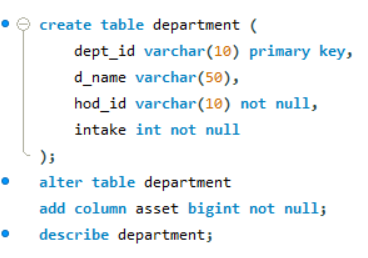 create table department (
dept_id varchar(10) primary key,
d_name varchar(50),
hod_id varchar(10) not null,
intake int not null
);
alter table department
add column asset bigint not null;
describe department;